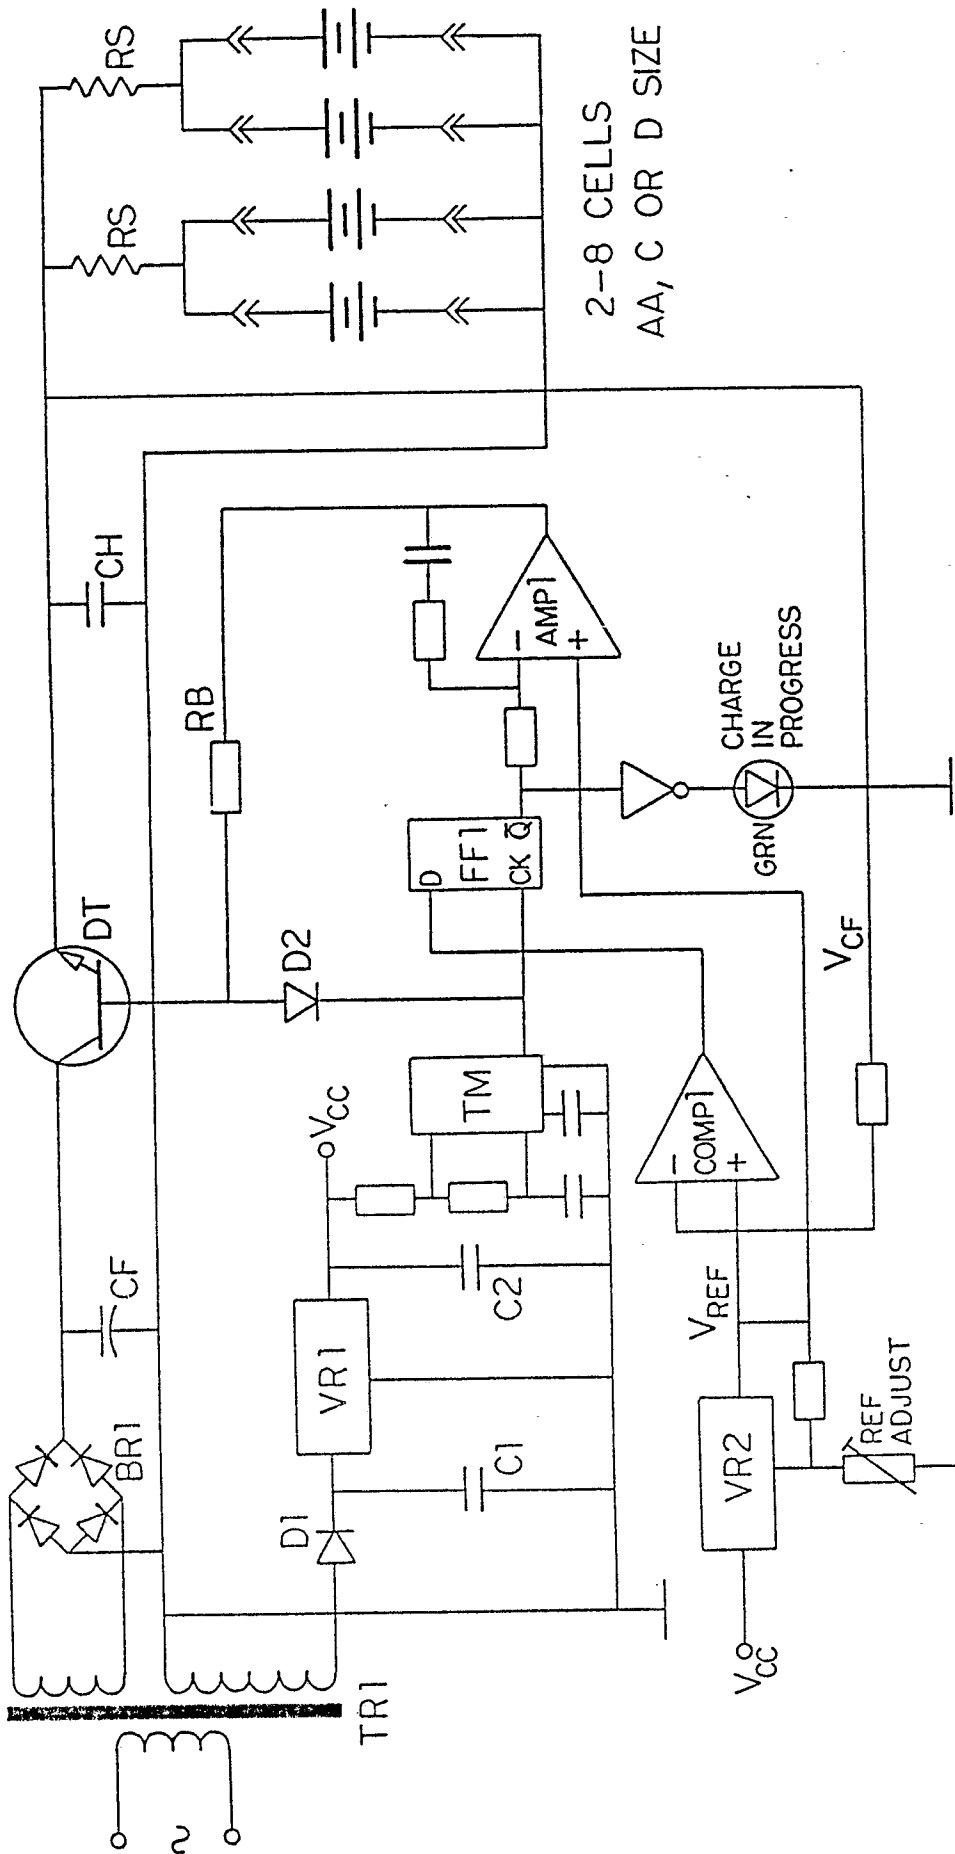 TR1
BR1
CF
DT
CH
RS
RS
RB
D1
VR1
C1
C2
VCC
TM
D2
D
FF1
CK Q̅
−
AMP1
+
2-8 CELLS
AA, C OR D SIZE
VCC
VR2
VREF
REF
ADJUST
−
COMP1
+
GRN
CHARGE
IN
PROGRESS
VCF